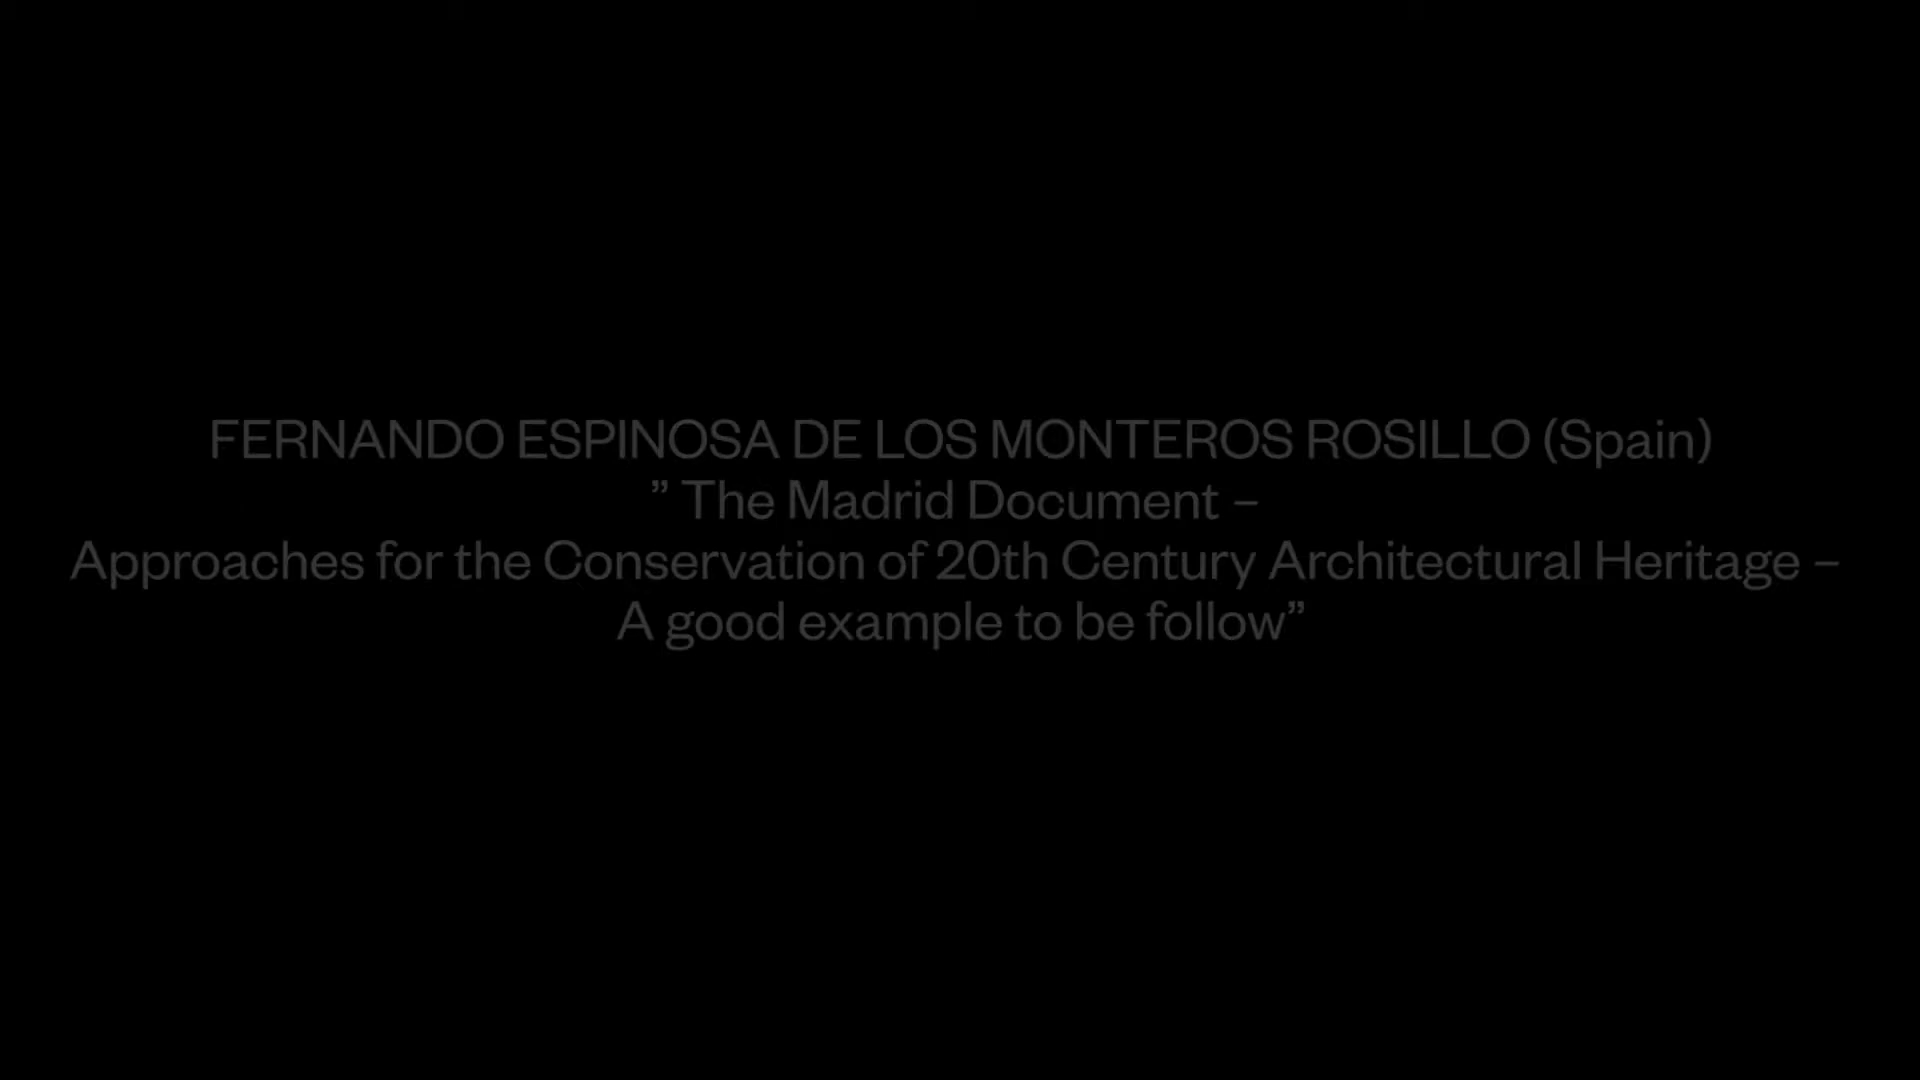 FERNANDO ESPINOSA DE LOS MONTEROS ROSILLO (Spain)
” The Madrid Document –
Approaches for the Conservation of 20th Century Architectural Heritage –
A good example to be follow”